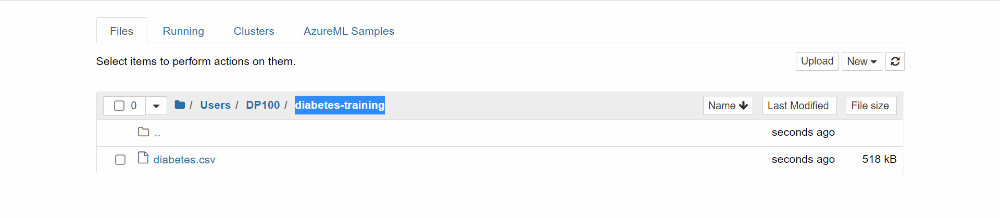 Files Running Clusters AzureML Samples
Select items to perform actions on them.
Upload New
0 / Users / DP100 / diabetes-training Name Last Modified File size
.. seconds ago
diabetes.csv seconds ago 518 kB